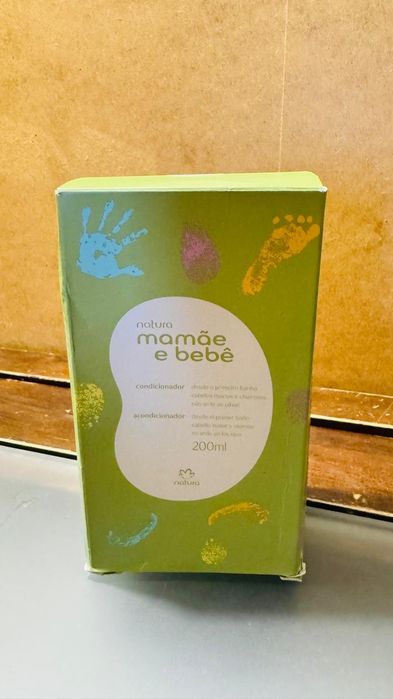 natura
mamãe
e bebê
condicionador
desde o primeiro banho
cabelos macios e cheirosos
não arde os olhos
acondicionador
desde el primer baño
cabello suave y
no arde en los ojos
200ml
natura